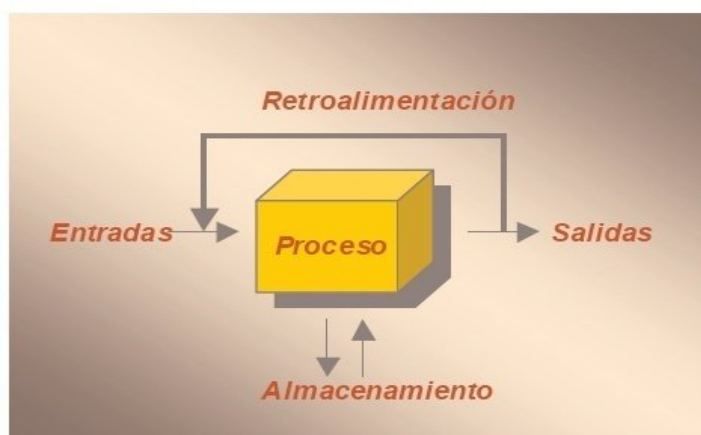 Retroalimentación
Entradas
Proceso
Salidas
Almacenamiento